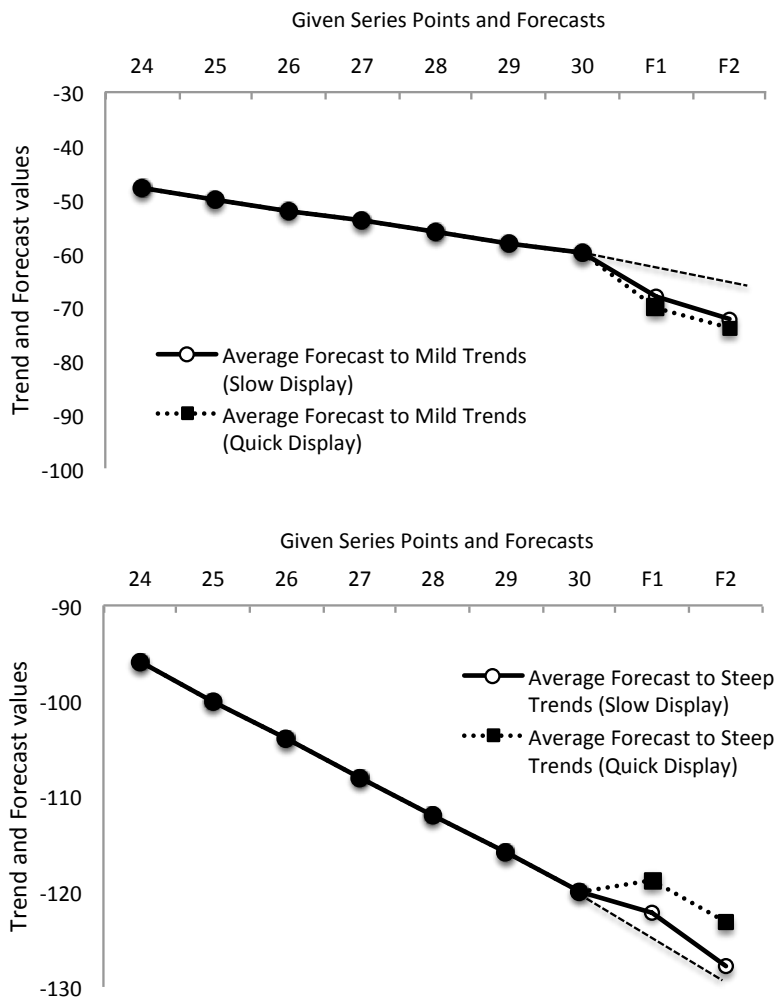 Given Series Points and Forecasts
24 25 26 27 28 29 30 F1 F2
Trend and Forecast values
-30
-40
-50
-60
-70
-80
-90
-100
Average Forecast to Mild Trends
(Slow Display)
Average Forecast to Mild Trends
(Quick Display)
Given Series Points and Forecasts
24 25 26 27 28 29 30 F1 F2
Trend and Forecast values
-90
-100
-110
-120
-130
Average Forecast to Steep
Trends (Slow Display)
Average Forecast to Steep
Trends (Quick Display)